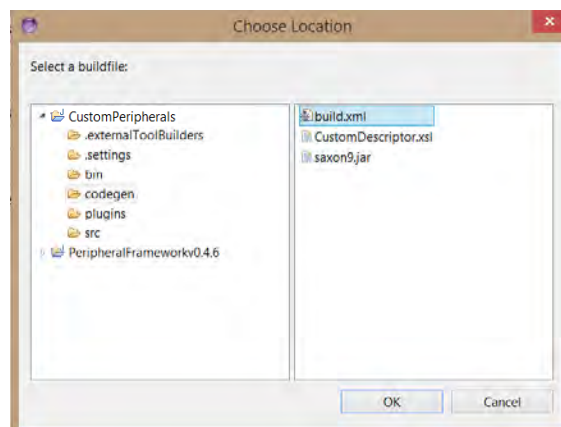 Choose Location
Select a buildfile:
CustomPeripherals
.externalToolBuilders
.settings
bin
codegen
plugins
src
PeripheralFrameworkv0.4.6
build.xml
CustomDescriptor.xsl
saxon9.jar
OK
Cancel